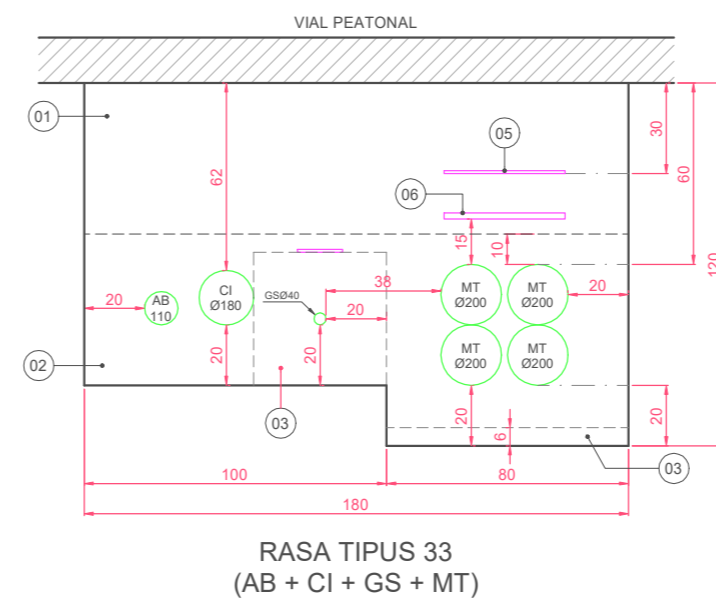 VIAL PEATONAL
01
05
30
60
62
06
120
15
10
38
20
AB
110
CI
Ø180
GSØ40
20
MT
Ø200
MT
Ø200
20
20
20
MT
Ø200
MT
Ø200
02
03
20
6
20
03
100
80
180
RASA TIPUS 33
(AB + CI + GS + MT)